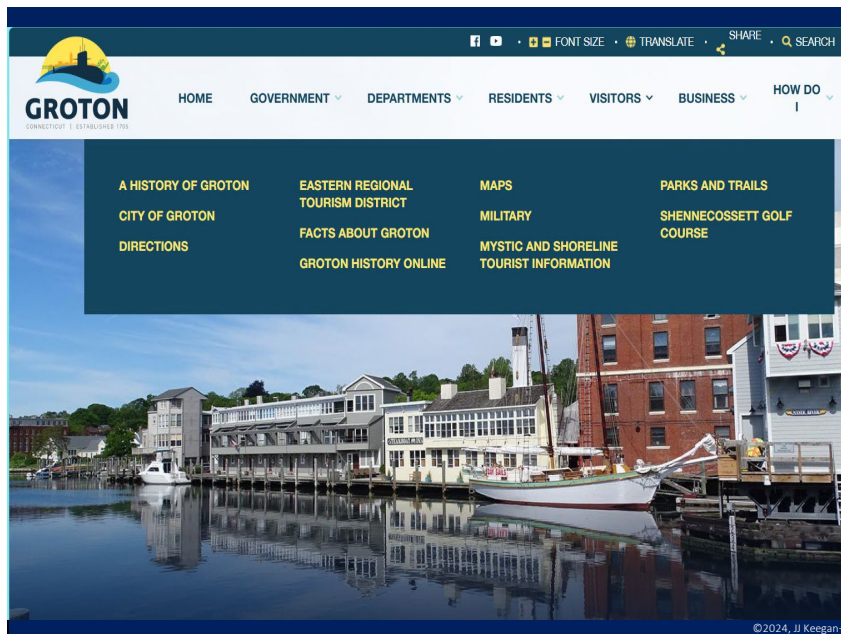 SHARE
• FONT SIZE • TRANSLATE • • SEARCH
GROTON
CONNECTICUT | ESTABLISHED 1705
HOME GOVERNMENT DEPARTMENTS RESIDENTS VISITORS BUSINESS HOW DO
I
A HISTORY OF GROTON
CITY OF GROTON
DIRECTIONS
EASTERN REGIONAL
TOURISM DISTRICT
FACTS ABOUT GROTON
GROTON HISTORY ONLINE
MAPS
MILITARY
MYSTIC AND SHORELINE
TOURIST INFORMATION
PARKS AND TRAILS
SHENNECOSSETT GOLF
COURSE
©2024, JJ Keegan+